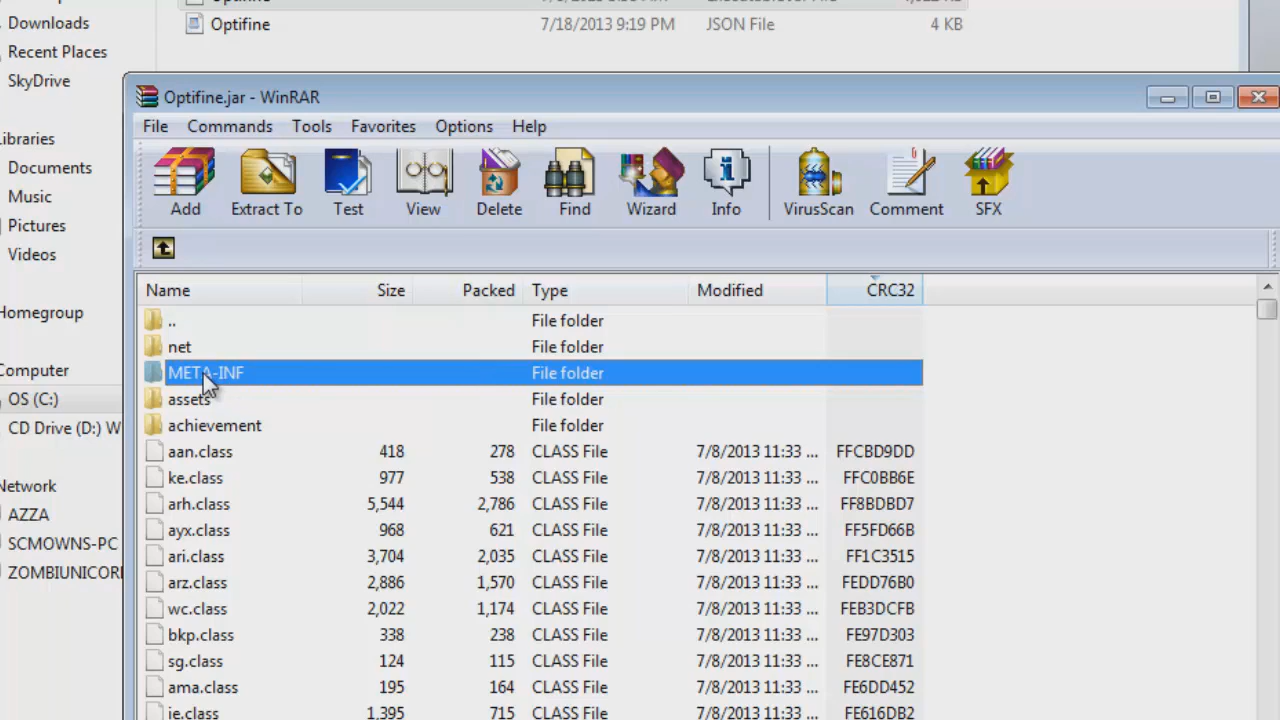 Downloads
Recent Places
SkyDrive
Libraries
Documents
Music
Pictures
Videos
Homegroup
Computer
OS (C:)
CD Drive (D:) W
Network
AZZA
SCMOWNS-PC
ZOMBIUNICOR
Optifine 7/18/2013 9:19 PM JSON File 4 KB
Optifine.jar - WinRAR
File Commands Tools Favorites Options Help
Add Extract To Test View Delete Find Wizard Info VirusScan Comment SFX
Name Size Packed Type Modified CRC32
.. File folder
net File folder
META-INF File folder
assets File folder
achievement File folder
aan.class 418 278 CLASS File 7/8/2013 11:33 ... FFCBD9DD
ke.class 977 538 CLASS File 7/8/2013 11:33 ... FFC0BB6E
arh.class 5,544 2,786 CLASS File 7/8/2013 11:33 ... FF8BDBD7
ayx.class 968 621 CLASS File 7/8/2013 11:33 ... FF5FD66B
ari.class 3,704 2,035 CLASS File 7/8/2013 11:33 ... FF1C3515
arz.class 2,886 1,570 CLASS File 7/8/2013 11:33 ... FEDD76B0
wc.class 2,022 1,174 CLASS File 7/8/2013 11:33 ... FEB3DCFB
bkp.class 338 238 CLASS File 7/8/2013 11:33 ... FE97D303
sg.class 124 115 CLASS File 7/8/2013 11:33 ... FE8CE871
ama.class 195 164 CLASS File 7/8/2013 11:33 ... FE6DD452
ie.class 1,395 715 CLASS File 7/8/2013 11:33 ... FE616DB2